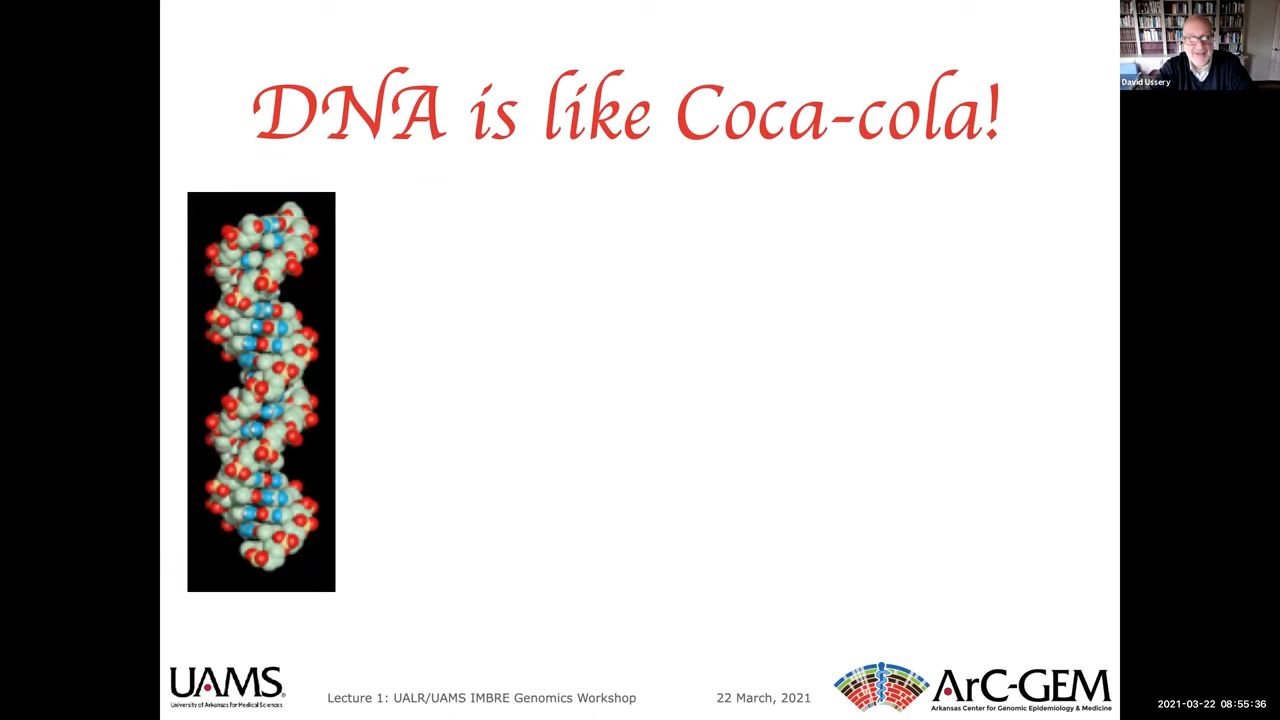 DNA is like Coca-cola!
David Ussery
UAMS
University of Arkansas for Medical Sciences
Lecture 1: UALR/UAMS IMBRE Genomics Workshop
22 March, 2021
ArC-GEM
Arkansas Center for Genomic Epidemiology & Medicine
2021-03-22 08:55:36